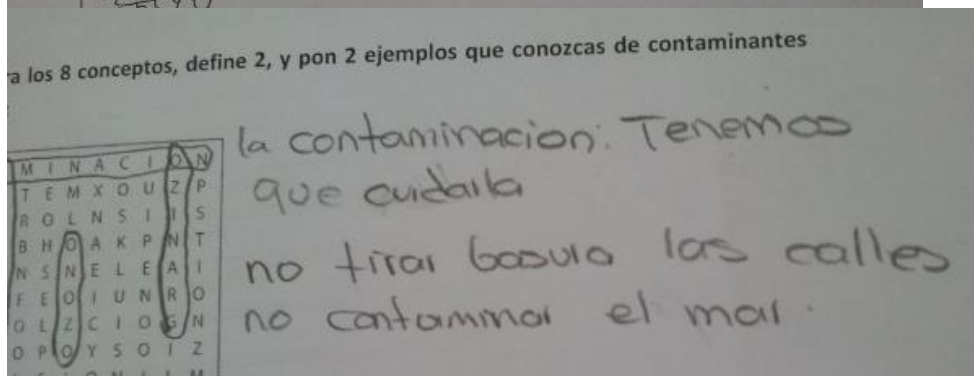 a los 8 conceptos, define 2, y pon 2 ejemplos que conozcas de contaminantes
la contaminacion: Tenemos
que cuidarla
no tirar basura las calles
no contaminar el mar.
M I N A C I O N
T E M X O U Z P
R O L N S I I S
B H O A K P N T
N S N E L E A I
F E O I U N R O
O L Z C I O G N
O P O Y S O I Z